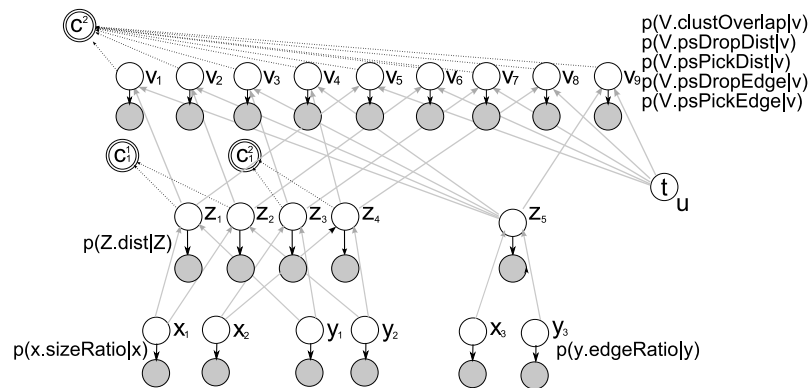 c²
p(V.clustOverlap|v)
p(V.psDropDist|v)
p(V.psPickDist|v)
p(V.psDropEdge|v)
p(V.psPickEdge|v)
v₁ v₂ v₃ v₄ v₅ v₆ v₇ v₈ v₉
c₁¹ c₁²
t
u
z₁ z₂ z₃ z₄ z₅
p(Z.dist|Z)
x₁ x₂ y₁ y₂ x₃ y₃
p(x.sizeRatio|x) p(y.edgeRatio|y)